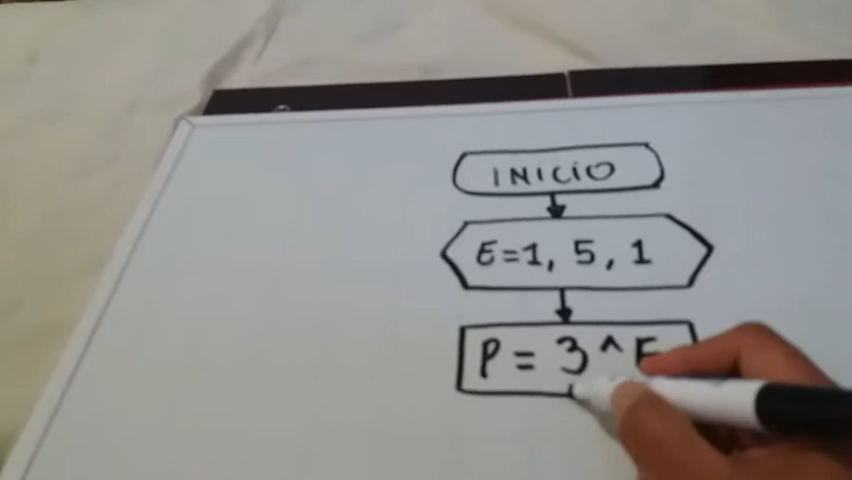 INICIO
E=1, 5, 1
P = 3^E